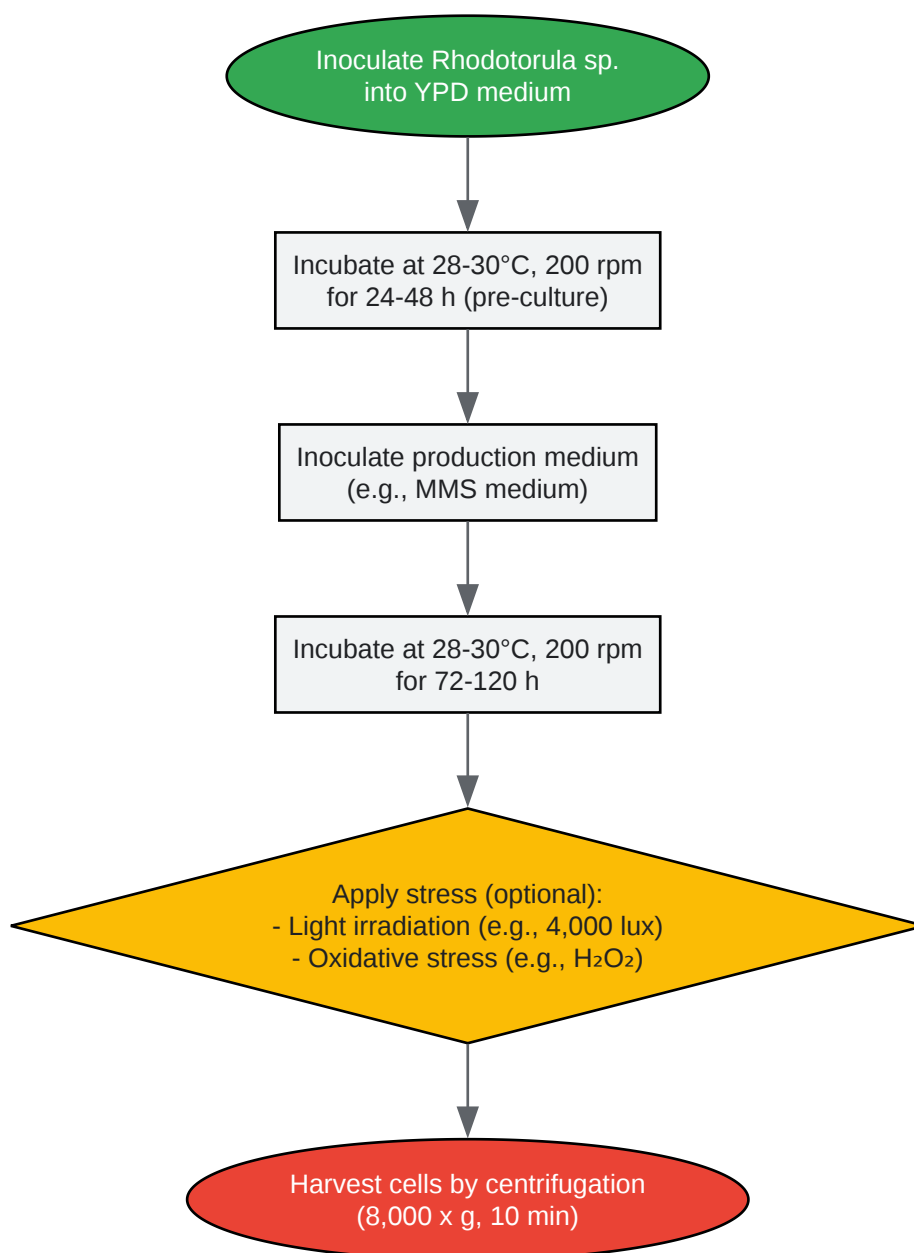 Inoculate Rhodotorula sp.
into YPD medium
Incubate at 28-30°C, 200 rpm
for 24-48 h (pre-culture)
Inoculate production medium
(e.g., MMS medium)
Incubate at 28-30°C, 200 rpm
for 72-120 h
Apply stress (optional):
- Light irradiation (e.g., 4,000 lux)
- Oxidative stress (e.g., H₂O₂)
Harvest cells by centrifugation
(8,000 x g, 10 min)